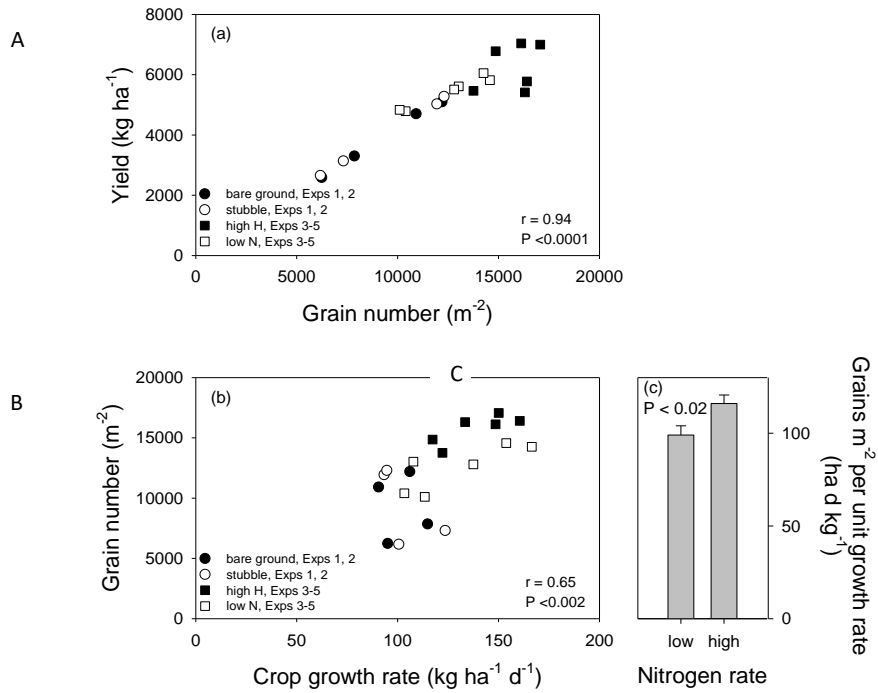 A
(a)
8000
6000
4000
2000
0
Yield (kg ha⁻¹)
bare ground, Exps 1, 2
stubble, Exps 1, 2
high H, Exps 3-5
low N, Exps 3-5
r = 0.94
P <0.0001
0 5000 10000 15000 20000
Grain number (m⁻²)
B
C
(b)
20000
15000
10000
5000
0
Grain number (m⁻²)
bare ground, Exps 1, 2
stubble, Exps 1, 2
high H, Exps 3-5
low N, Exps 3-5
r = 0.65
P <0.002
0 50 100 150 200
Crop growth rate (kg ha⁻¹ d⁻¹)
(c)
P < 0.02
100
50
0
Grains m⁻² per unit growth rate
(ha d kg⁻¹)
low high
Nitrogen rate